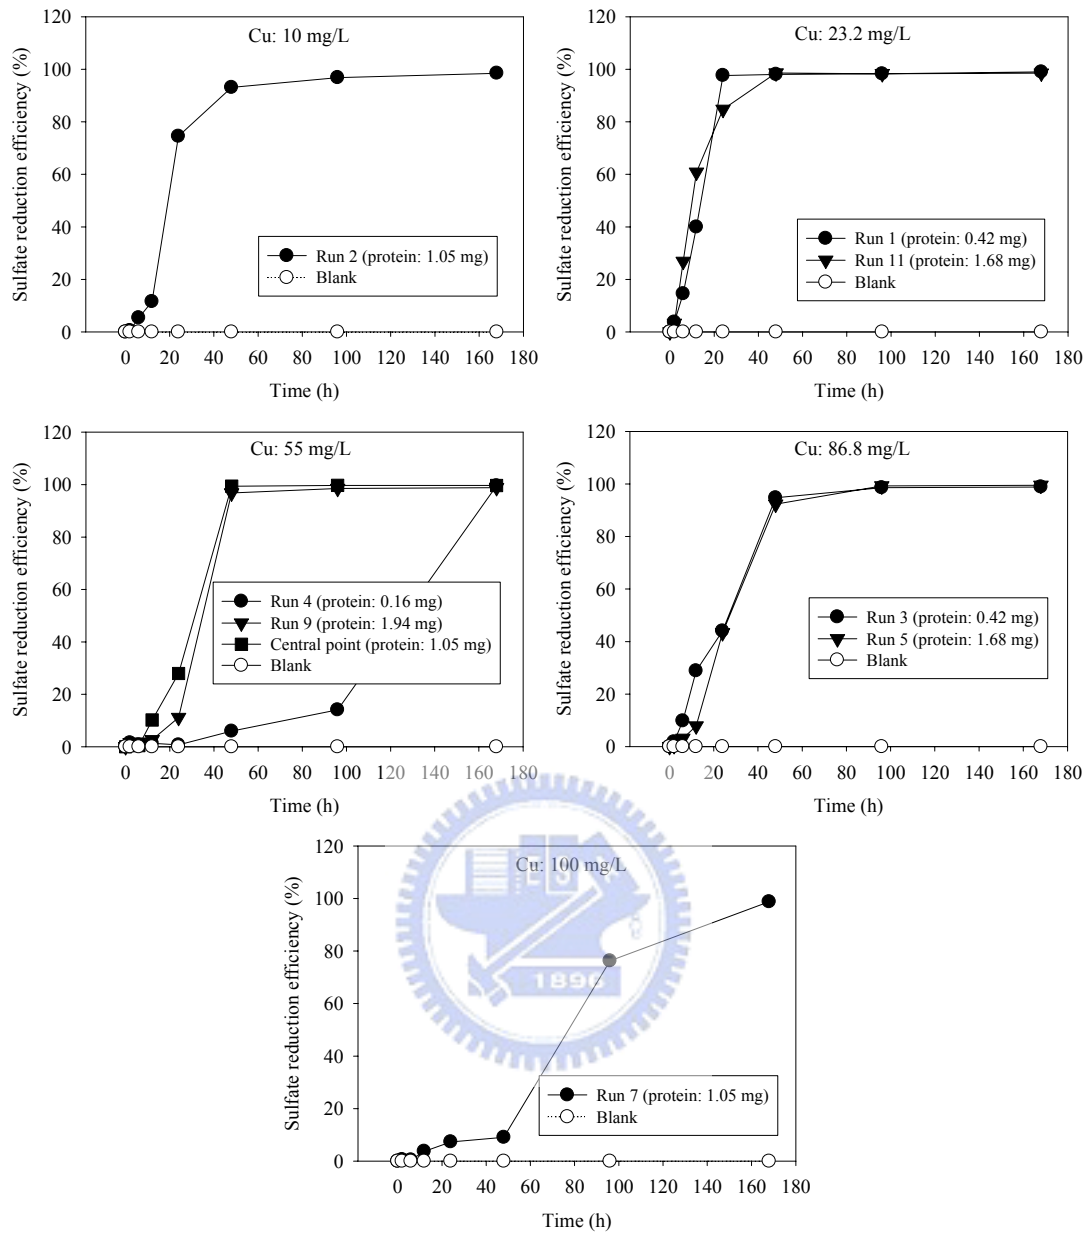 Cu: 10 mg/L
Sulfate reduction efficiency (%)
120
100
80
60
40
20
0
Run 2 (protein: 1.05 mg)
Blank
0 20 40 60 80 100 120 140 160 180
Time (h)
Cu: 23.2 mg/L
Sulfate reduction efficiency (%)
120
100
80
60
40
20
0
Run 1 (protein: 0.42 mg)
Run 11 (protein: 1.68 mg)
Blank
0 20 40 60 80 100 120 140 160 180
Time (h)
Cu: 55 mg/L
Sulfate reduction efficiency (%)
120
100
80
60
40
20
0
Run 4 (protein: 0.16 mg)
Run 9 (protein: 1.94 mg)
Central point (protein: 1.05 mg)
Blank
0 20 40 60 80 100 120 140 160 180
Time (h)
Cu: 86.8 mg/L
Sulfate reduction efficiency (%)
120
100
80
60
40
20
0
Run 3 (protein: 0.42 mg)
Run 5 (protein: 1.68 mg)
Blank
0 20 40 60 80 100 120 140 160 180
Time (h)
Cu: 100 mg/L
Sulfate reduction efficiency (%)
120
100
80
60
40
20
0
1896
Run 7 (protein: 1.05 mg)
Blank
0 20 40 60 80 100 120 140 160 180
Time (h)